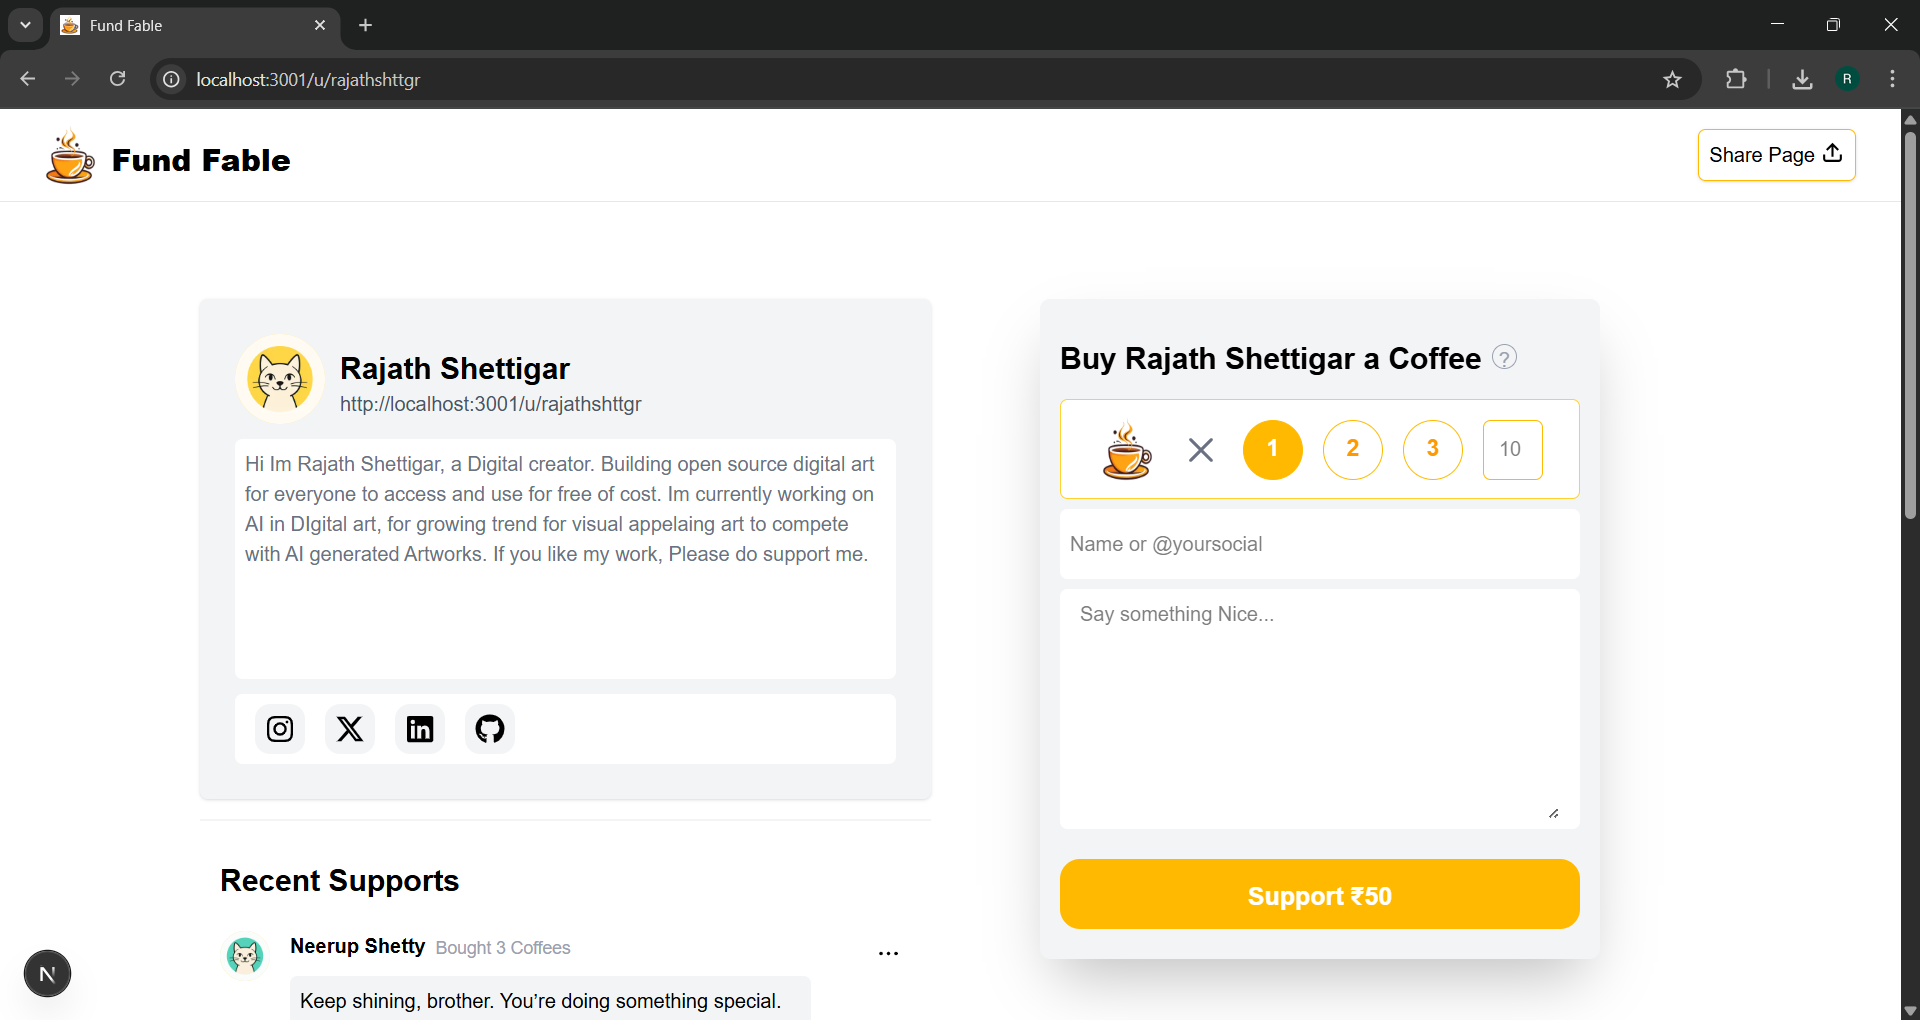 Fund Fable
localhost:3001/u/rajathshttgr
R
Fund Fable
Share Page
Rajath Shettigar
http://localhost:3001/u/rajathshttgr
Hi Im Rajath Shettigar, a Digital creator. Building open source digital art
for everyone to access and use for free of cost. Im currently working on
AI in DIgital art, for growing trend for visual appelaing art to compete
with AI generated Artworks. If you like my work, Please do support me.
Recent Supports
Neerup Shetty Bought 3 Coffees
...
Keep shining, brother. You’re doing something special.
Buy Rajath Shettigar a Coffee ?
1 2 3 10
Name or @yoursocial
Say something Nice...
Support ₹50
N